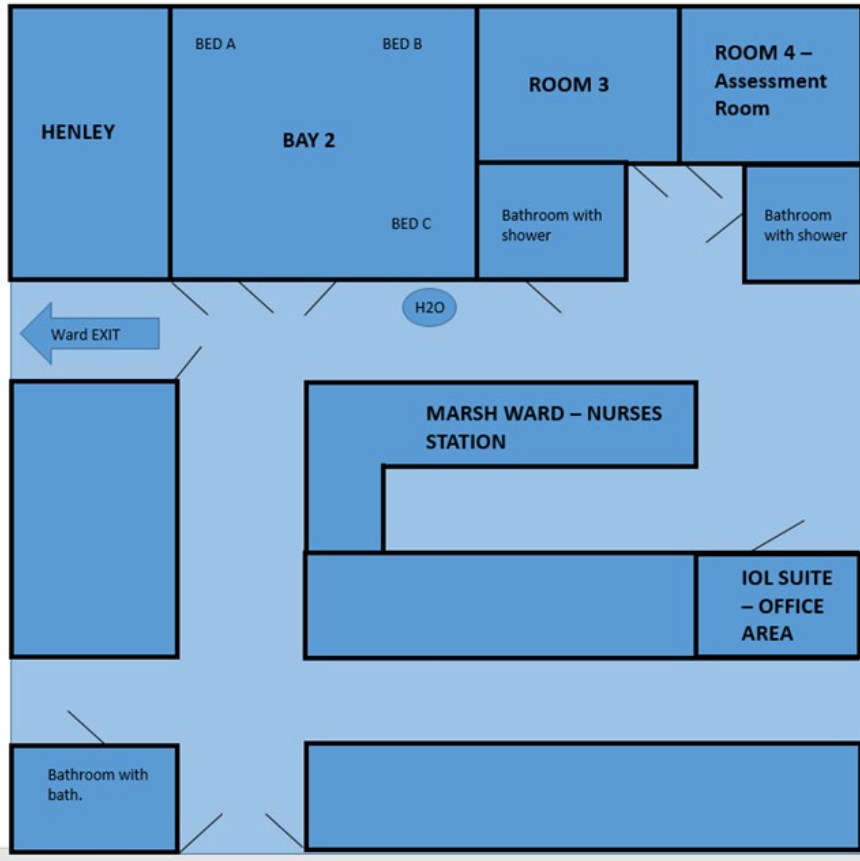 BED A
BED B
HENLEY
BAY 2
BED C
ROOM 3
ROOM 4 –
Assessment
Room
Bathroom with
shower
Bathroom
with shower
H2O
Ward EXIT
MARSH WARD – NURSES
STATION
IOL SUITE
– OFFICE
AREA
Bathroom with
bath.